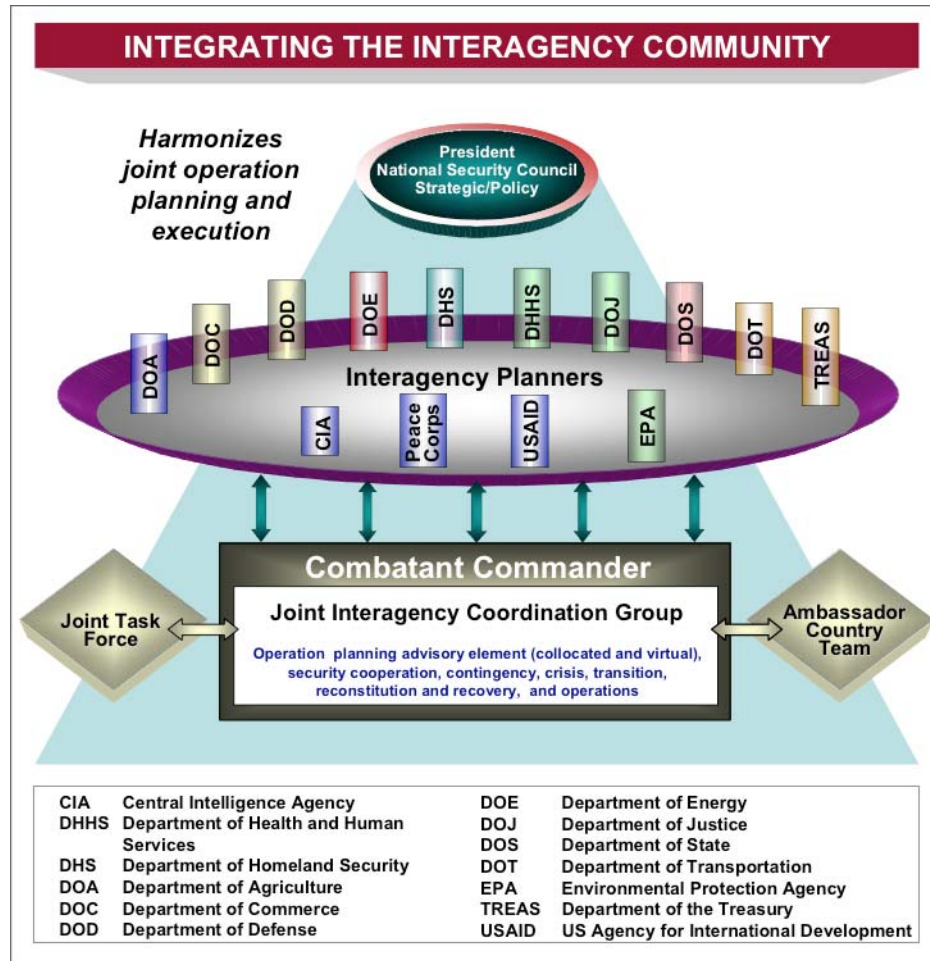 INTEGRATING THE INTERAGENCY COMMUNITY
Harmonizes
joint operation
planning and
execution
President
National Security Council
Strategic/Policy
DOA
DOC
DOD
DOE
DHS
DHHS
DOJ
DOS
DOT
TREAS
Interagency Planners
CIA
Peace
Corps
USAID
EPA
Combatant Commander
Joint Task
Force
Joint Interagency Coordination Group
Operation planning advisory element (collocated and virtual),
security cooperation, contingency, crisis, transition,
reconstitution and recovery, and operations
Ambassador
Country
Team
CIA Central Intelligence Agency
DHHS Department of Health and Human
Services
DHS Department of Homeland Security
DOA Department of Agriculture
DOC Department of Commerce
DOD Department of Defense
DOE Department of Energy
DOJ Department of Justice
DOS Department of State
DOT Department of Transportation
EPA Environmental Protection Agency
TREAS Department of the Treasury
USAID US Agency for International Development